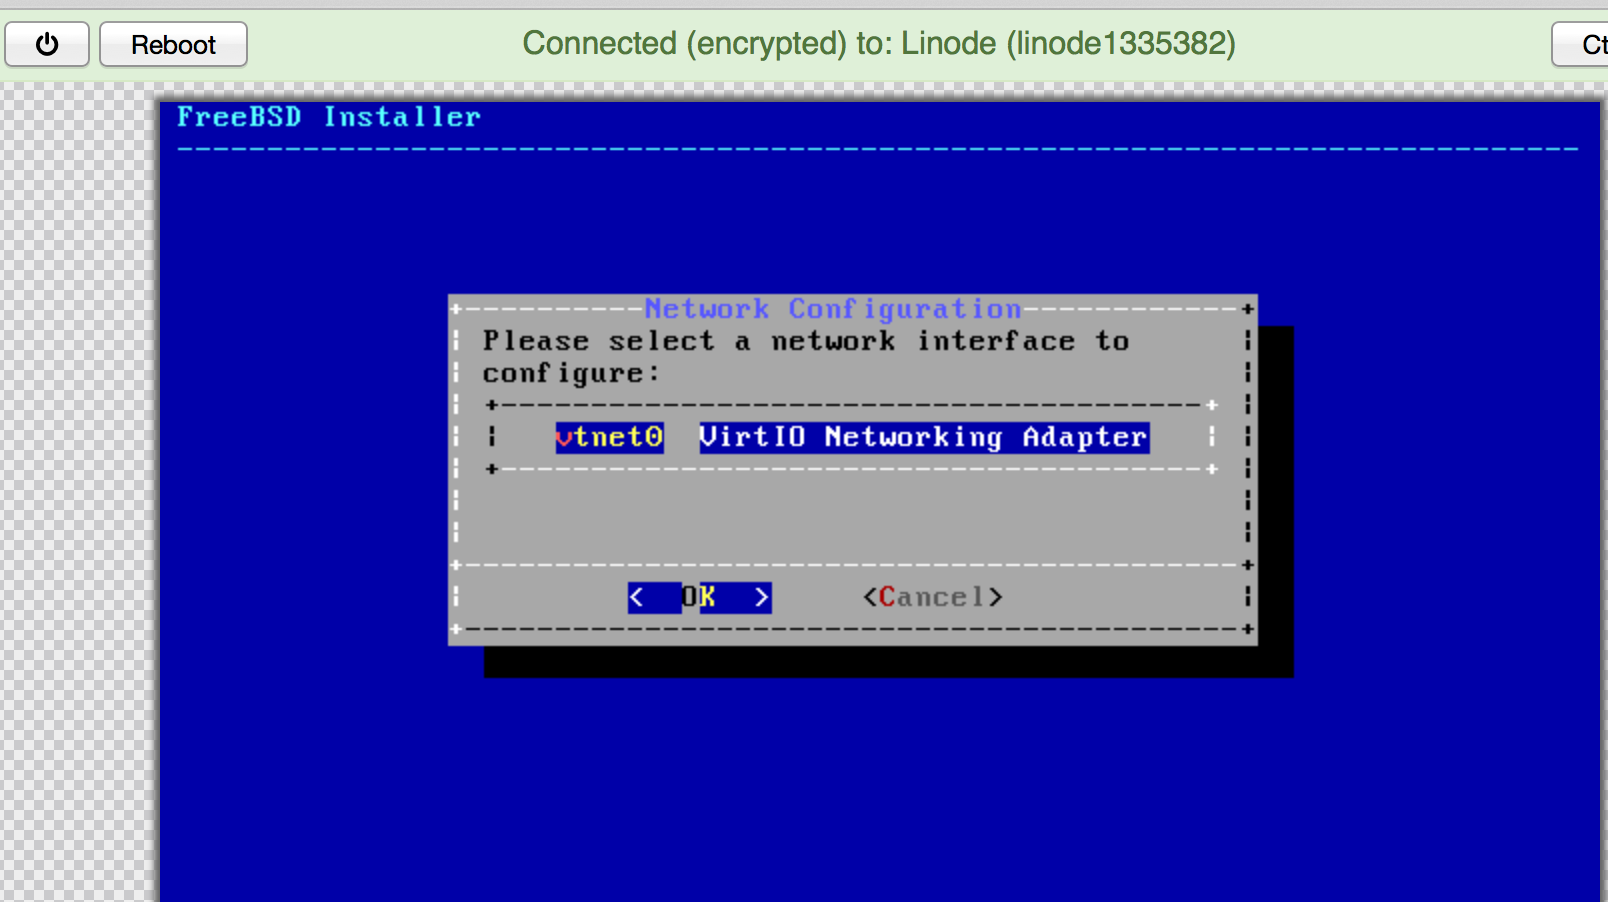 Reboot
Connected (encrypted) to: Linode (linode1335382)
FreeBSD Installer
Network Configuration
Please select a network interface to
configure:
vtnet0 VirtIO Networking Adapter
< OK > <Cancel>